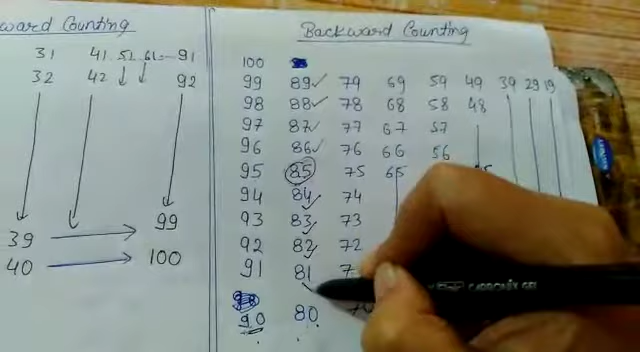 ward Counting
31 41 51 61 91
32 42 92
39 99
40 100
Backward Counting
100
99 89 79 69 59 49 39 29 19
98 88 78 68 58 48
97 87 77 67 57
96 86 76 66 56
95 85 75 65
94 84 74
93 83 73
92 82 72
91 81 7
90 80